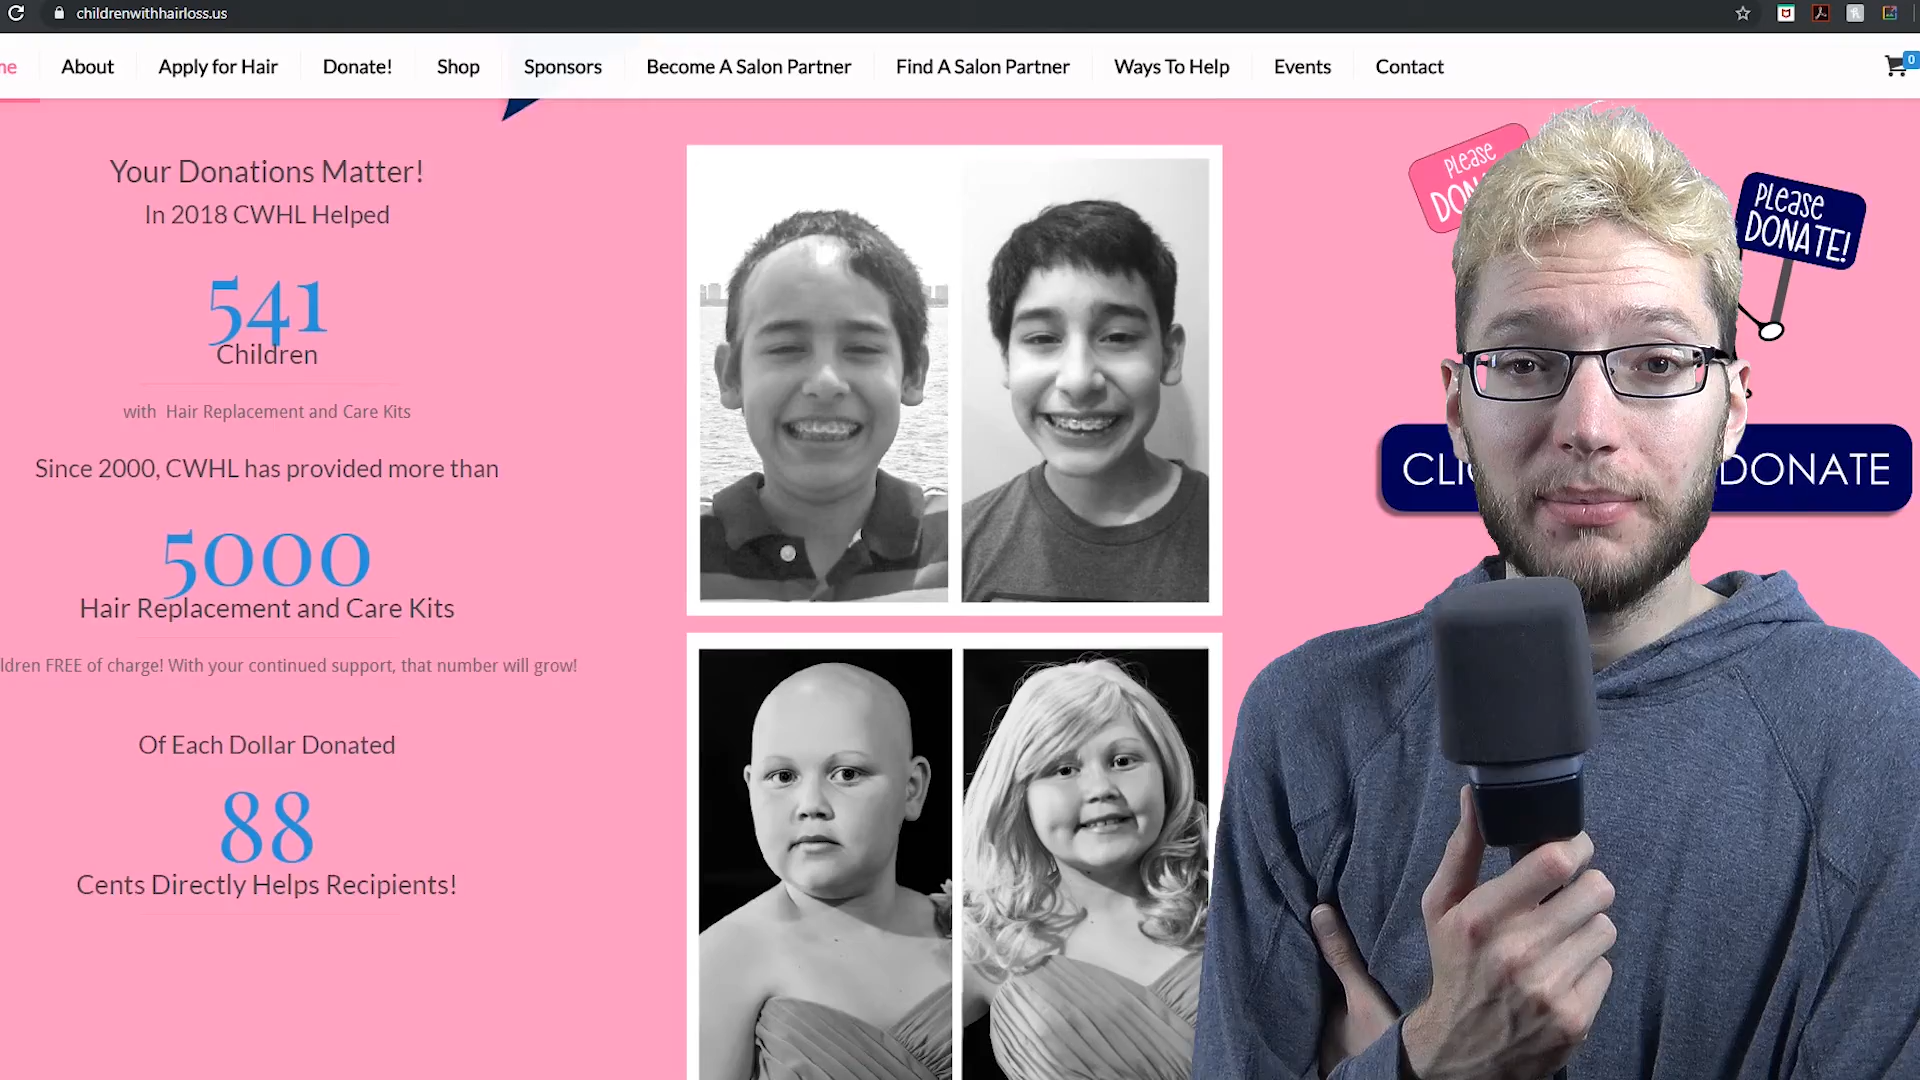 childrenwithhairloss.us
me
About
Apply for Hair
Donate!
Shop
Sponsors
Become A Salon Partner
Find A Salon Partner
Ways To Help
Events
Contact
0
Your Donations Matter!
In 2018 CWHL Helped
541
Children
with Hair Replacement and Care Kits
Since 2000, CWHL has provided more than
5000
Hair Replacement and Care Kits
ldren FREE of charge! With your continued support, that number will grow!
Of Each Dollar Donated
88
Cents Directly Helps Recipients!
PLEASE
DON
PLEASE
DONATE!
CLI DONATE